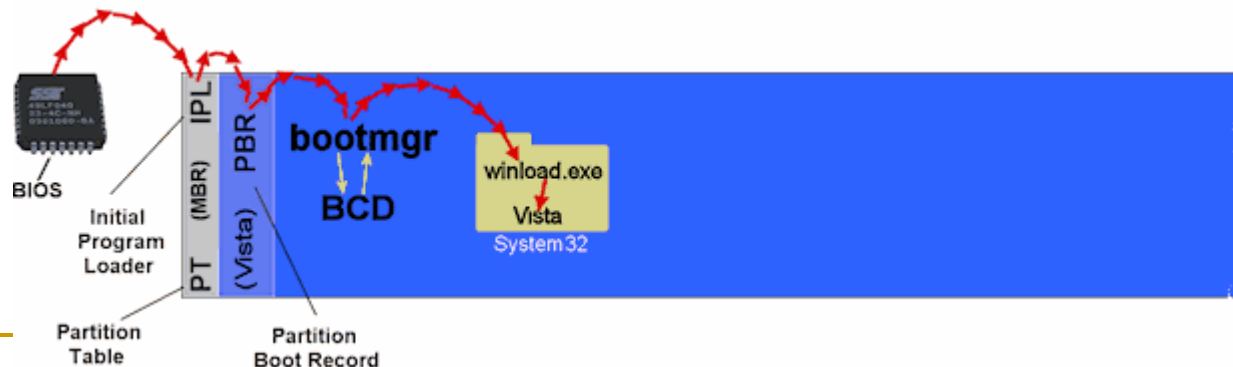 SST
BIOS
Initial
Program
Loader
IPL
(MBR)
PT
PBR
(Vista)
bootmgr
BCD
winload.exe
Vista
System32
Partition
Table
Partition
Boot Record